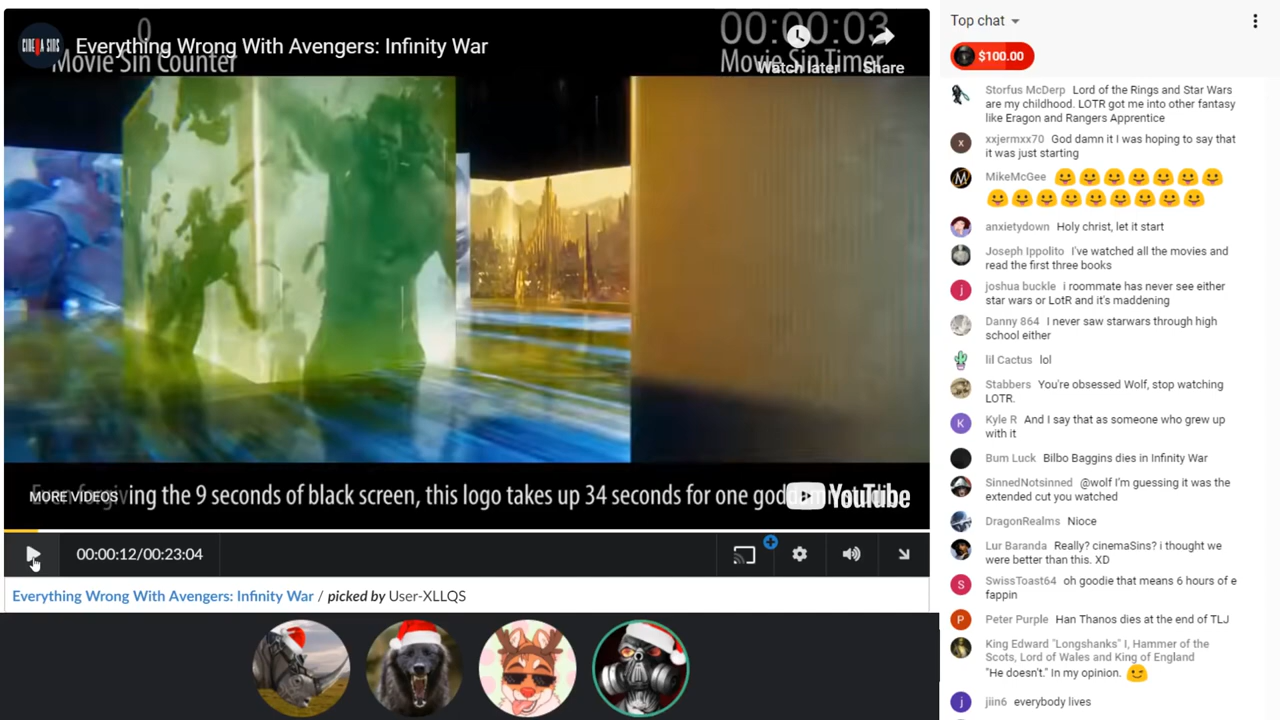 0
00:00:03
CINEMA SINS
Everything Wrong With Avengers: Infinity War
Movie Sin Counter
Movie Sin Timer
Watch later
Share
MORE VIDEOS
Even forgiving the 9 seconds of black screen, this logo takes up 34 seconds for one
YouTube
00:00:12/00:23:04
Everything Wrong With Avengers: Infinity War / picked by User-XLLQS
Top chat
$100.00
Storfus McDerp Lord of the Rings and Star Wars
are my childhood. LOTR got me into other fantasy
like Eragon and Rangers Apprentice
x
xxjermxx70 God damn it I was hoping to say that
it was just starting
M
MikeMcGee
anxietydown Holy christ, let it start
Joseph Ippolito I've watched all the movies and
read the first three books
j
joshua buckle i roommate has never see either
star wars or LotR and it's maddening
Danny 864 I never saw starwars through high
school either
lil Cactus lol
Stabbers You're obsessed Wolf, stop watching
LOTR.
K
Kyle R And I say that as someone who grew up
with it
Bum Luck Bilbo Baggins dies in Infinity War
SinnedNotsinned @wolf I'm guessing it was the
extended cut you watched
DragonRealms Nioce
Lur Baranda Really? cinemaSins? i thought we
were better than this. XD
S
SwissToast64 oh goodie that means 6 hours of e
fappin
P
Peter Purple Han Thanos dies at the end of TLJ
King Edward "Longshanks" I, Hammer of the
Scots, Lord of Wales and King of England
"He doesn't." In my opinion.
j
jiin6 everybody lives